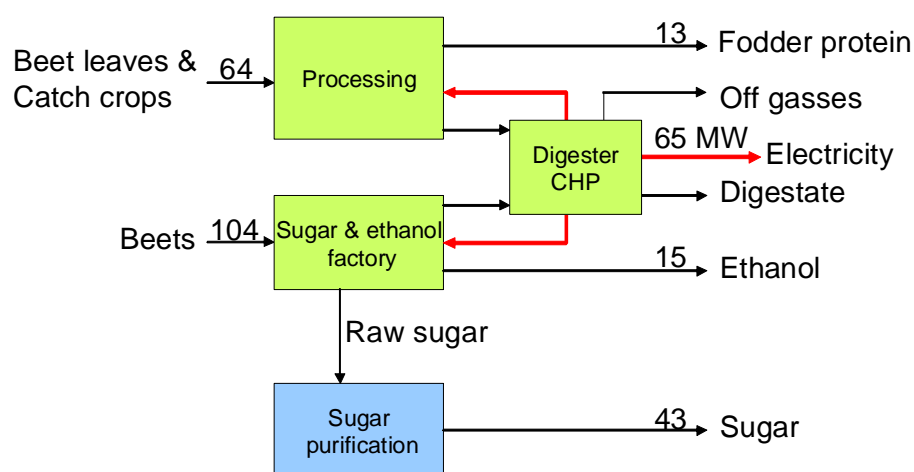 13
Fodder protein
Beet leaves &
Catch crops
64
Processing
Off gasses
65 MW
Electricity
Digester
CHP
Digestate
Beets
104
Sugar & ethanol
factory
15
Ethanol
Raw sugar
Sugar
purification
43
Sugar